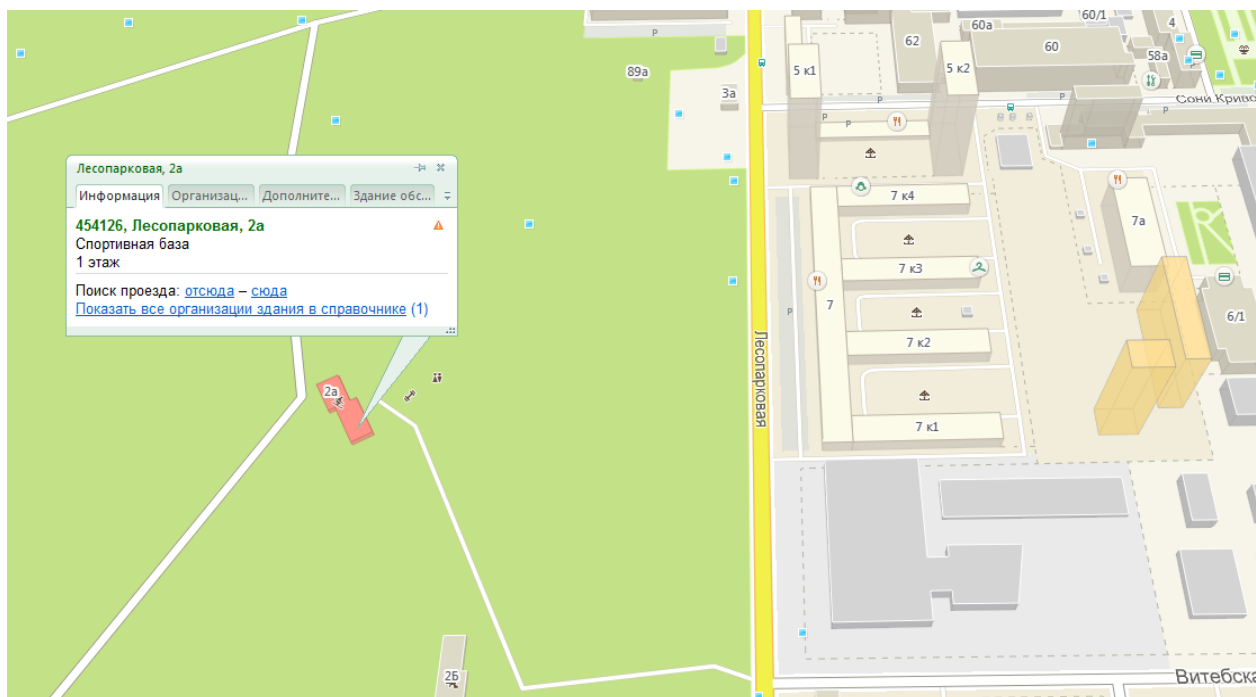 60/1
4
60а
62
60
58а
P
5 к1
5 к2
89а
3а
P
Сони Криво
P
P
P
Лесопарковая, 2а
Информация
Организац...
Дополните...
Здание обс...
454126, Лесопарковая, 2а
Спортивная база
1 этаж
Поиск проезда: отсюда – сюда
Показать все организации здания в справочнике (1)
7 к4
7а
7 к3
7
P
6/1
7 к2
Лесопарковая
2а
7 к1
2Б
Витебска